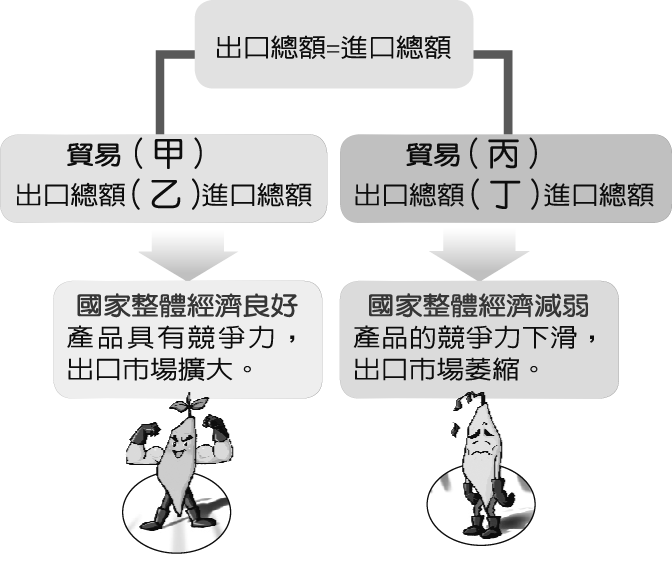 出口總額=進口總額
貿易(甲)
出口總額(乙)進口總額
貿易(丙)
出口總額(丁)進口總額
國家整體經濟良好
產品具有競爭力，
出口市場擴大。
國家整體經濟減弱
產品的競爭力下滑，
出口市場萎縮。